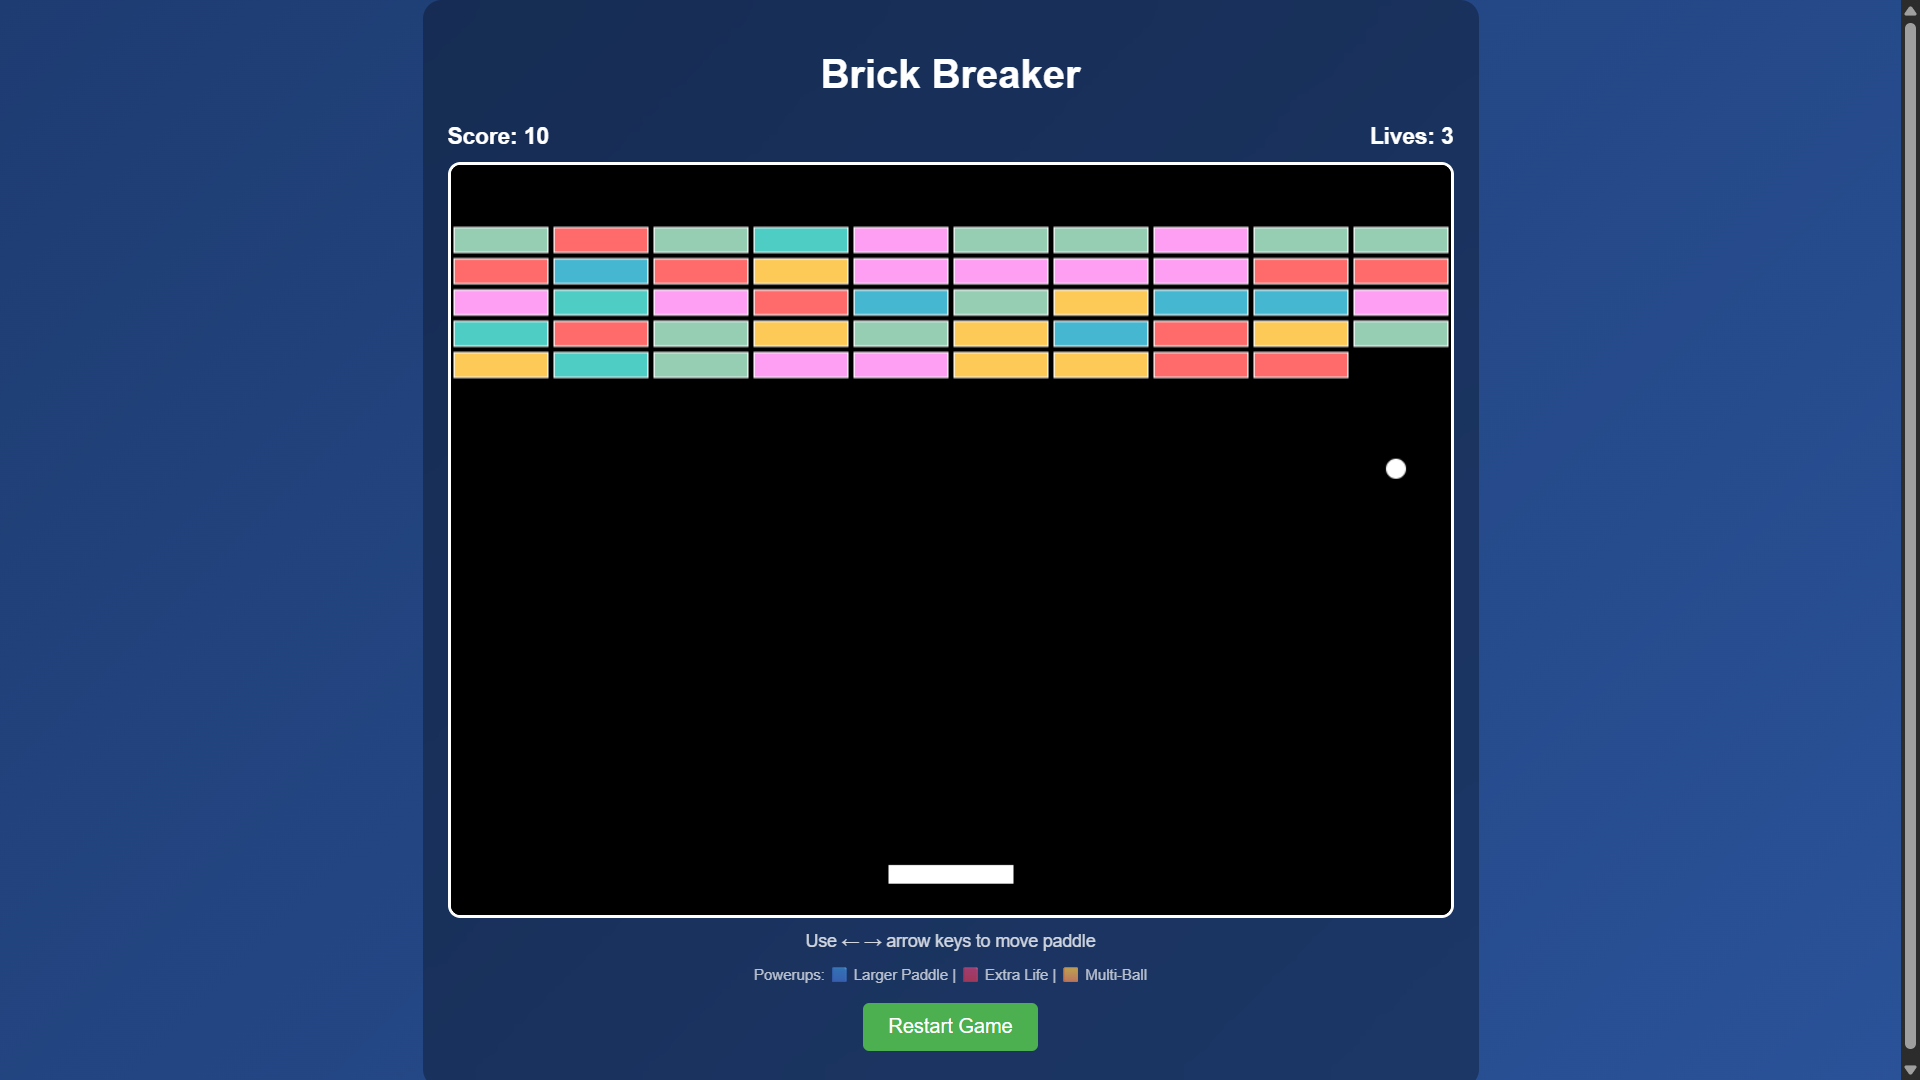 Brick Breaker
Score: 10
Lives: 3
Use ←→ arrow keys to move paddle
Powerups: Larger Paddle | Extra Life | Multi-Ball
Restart Game